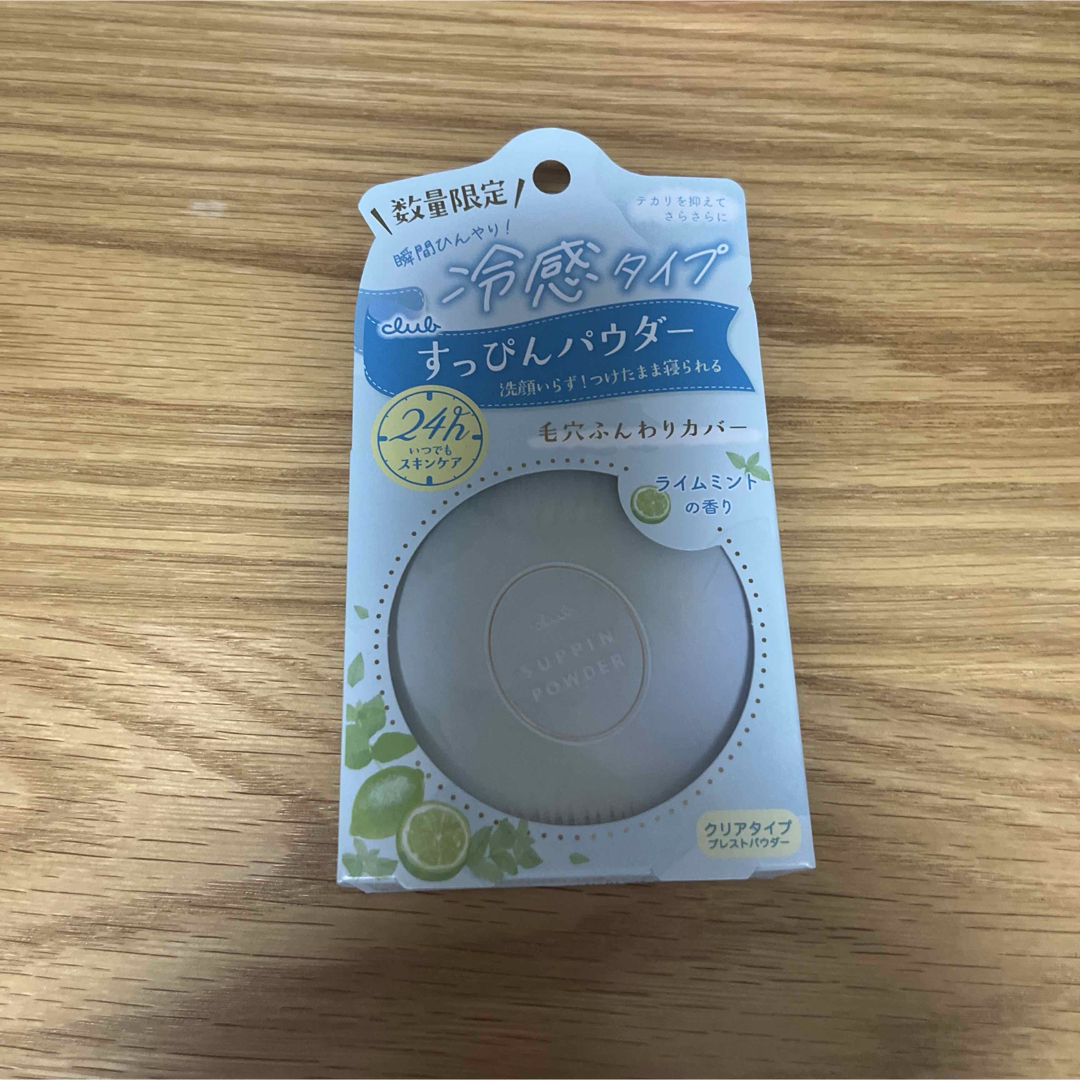 数量限定
テカリを抑えて
さらさらに
瞬間ひんやり!
冷感タイプ
club
すっぴんパウダー
洗顔いらず!つけたまま寝られる
24h
いつでも
スキンケア
毛穴ふんわりカバー
ライムミント
の香り
club
SUPPIN
POWDER
クリアタイプ
プレストパウダー